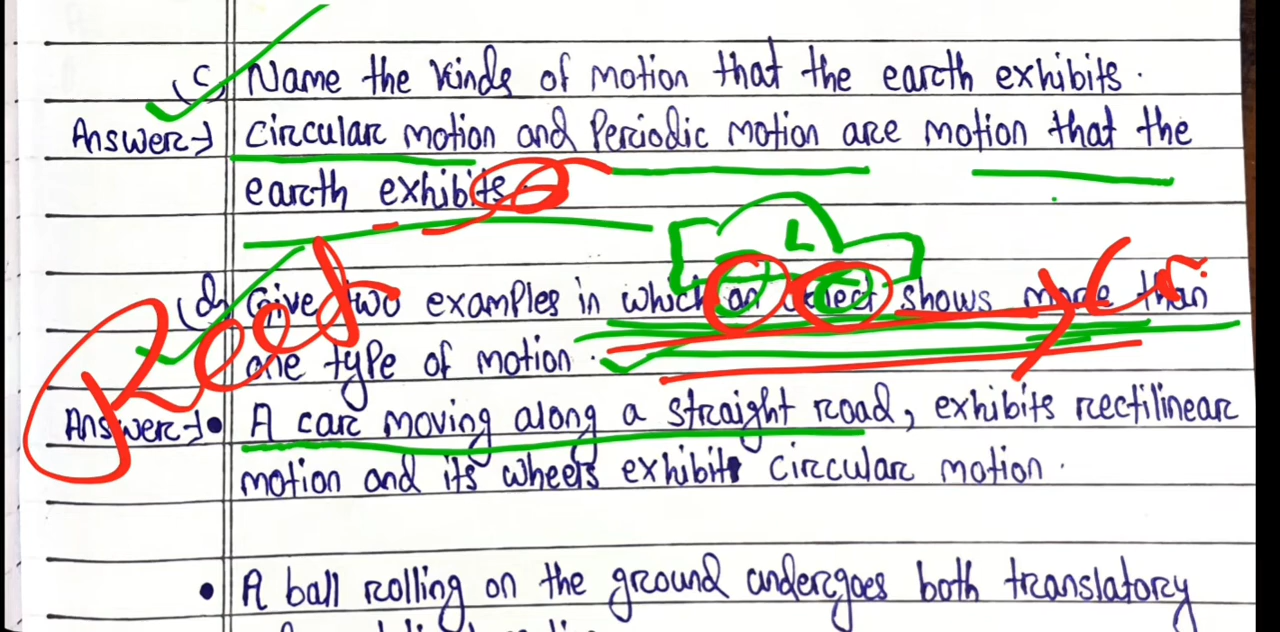 (c) Name the kinds of motion that the earth exhibits.
Answer→ Circular motion and Periodic motion are motion that the
earth exhibits
L
(d) Give two examples in which an object shows more than
one type of motion.
Road
Answer→• A car moving along a straight road, exhibits rectilinear
motion and its wheels exhibit circular motion.
• A ball rolling on the ground undergoes both translatory